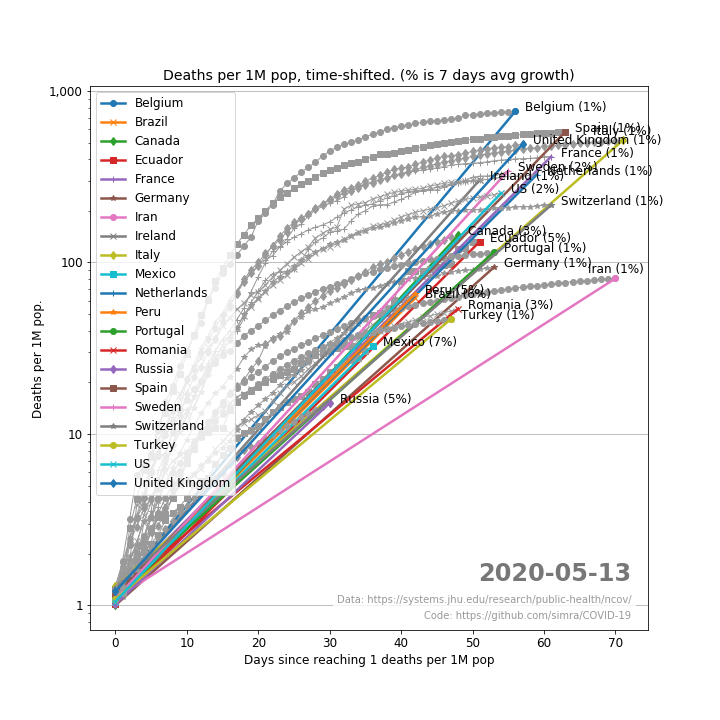 Deaths per 1M pop, time-shifted. (% is 7 days avg growth)
1,000
100
10
1
Deaths per 1M pop.
Belgium
Brazil
Canada
Ecuador
France
Germany
Iran
Ireland
Italy
Mexico
Netherlands
Peru
Portugal
Romania
Russia
Spain
Sweden
Switzerland
Turkey
US
United Kingdom
Belgium (1%)
Spain (1%)
Italy (1%)
United Kingdom (1%)
France (1%)
Sweden (2%)
Netherlands (1%)
Ireland (1%)
US (2%)
Switzerland (1%)
Canada (3%)
Ecuador (5%)
Portugal (1%)
Germany (1%)
Iran (1%)
Peru (5%)
Brazil (6%)
Romania (3%)
Turkey (1%)
Mexico (7%)
Russia (5%)
2020-05-13
Data: https://systems.jhu.edu/research/public-health/ncov/
Code: https://github.com/simra/COVID-19
0 10 20 30 40 50 60 70
Days since reaching 1 deaths per 1M pop